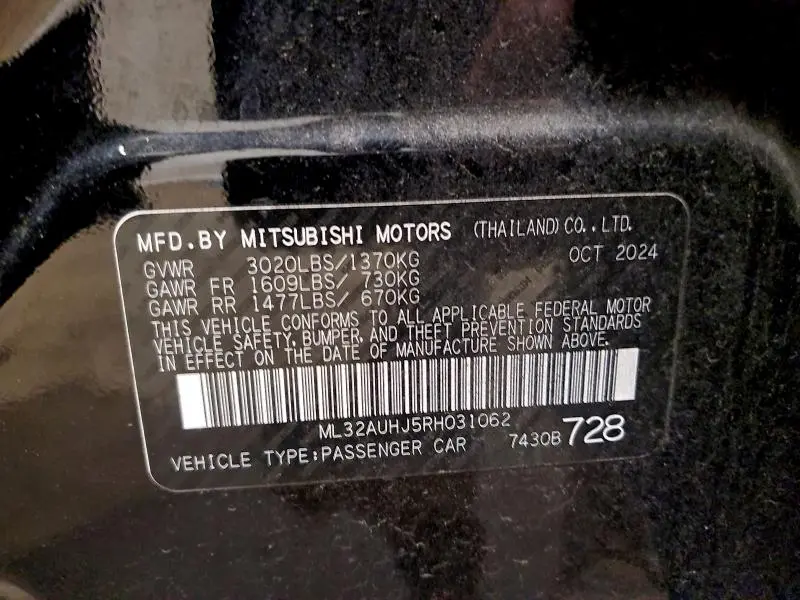 MFD.BY MITSUBISHI MOTORS (THAILAND)CO.,LTD.
OCT 2024
GVWR 3020LBS/1370KG
GAWR FR 1609LBS/ 730KG
GAWR RR 1477LBS/ 670KG
THIS VEHICLE CONFORMS TO ALL APPLICABLE FEDERAL MOTOR
VEHICLE SAFETY, BUMPER, AND THEFT PREVENTION STANDARDS
IN EFFECT ON THE DATE OF MANUFACTURE SHOWN ABOVE.
ML32AUHJ5RH031062
VEHICLE TYPE:PASSENGER CAR 7430B 728